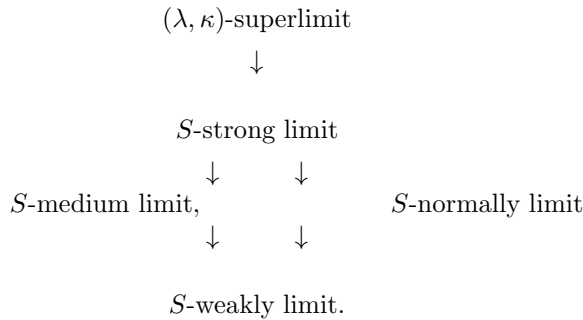 (λ, κ)-superlimit
↓
S-strong limit
↓ ↓
S-medium limit, S-normally limit
↓ ↓
S-weakly limit.